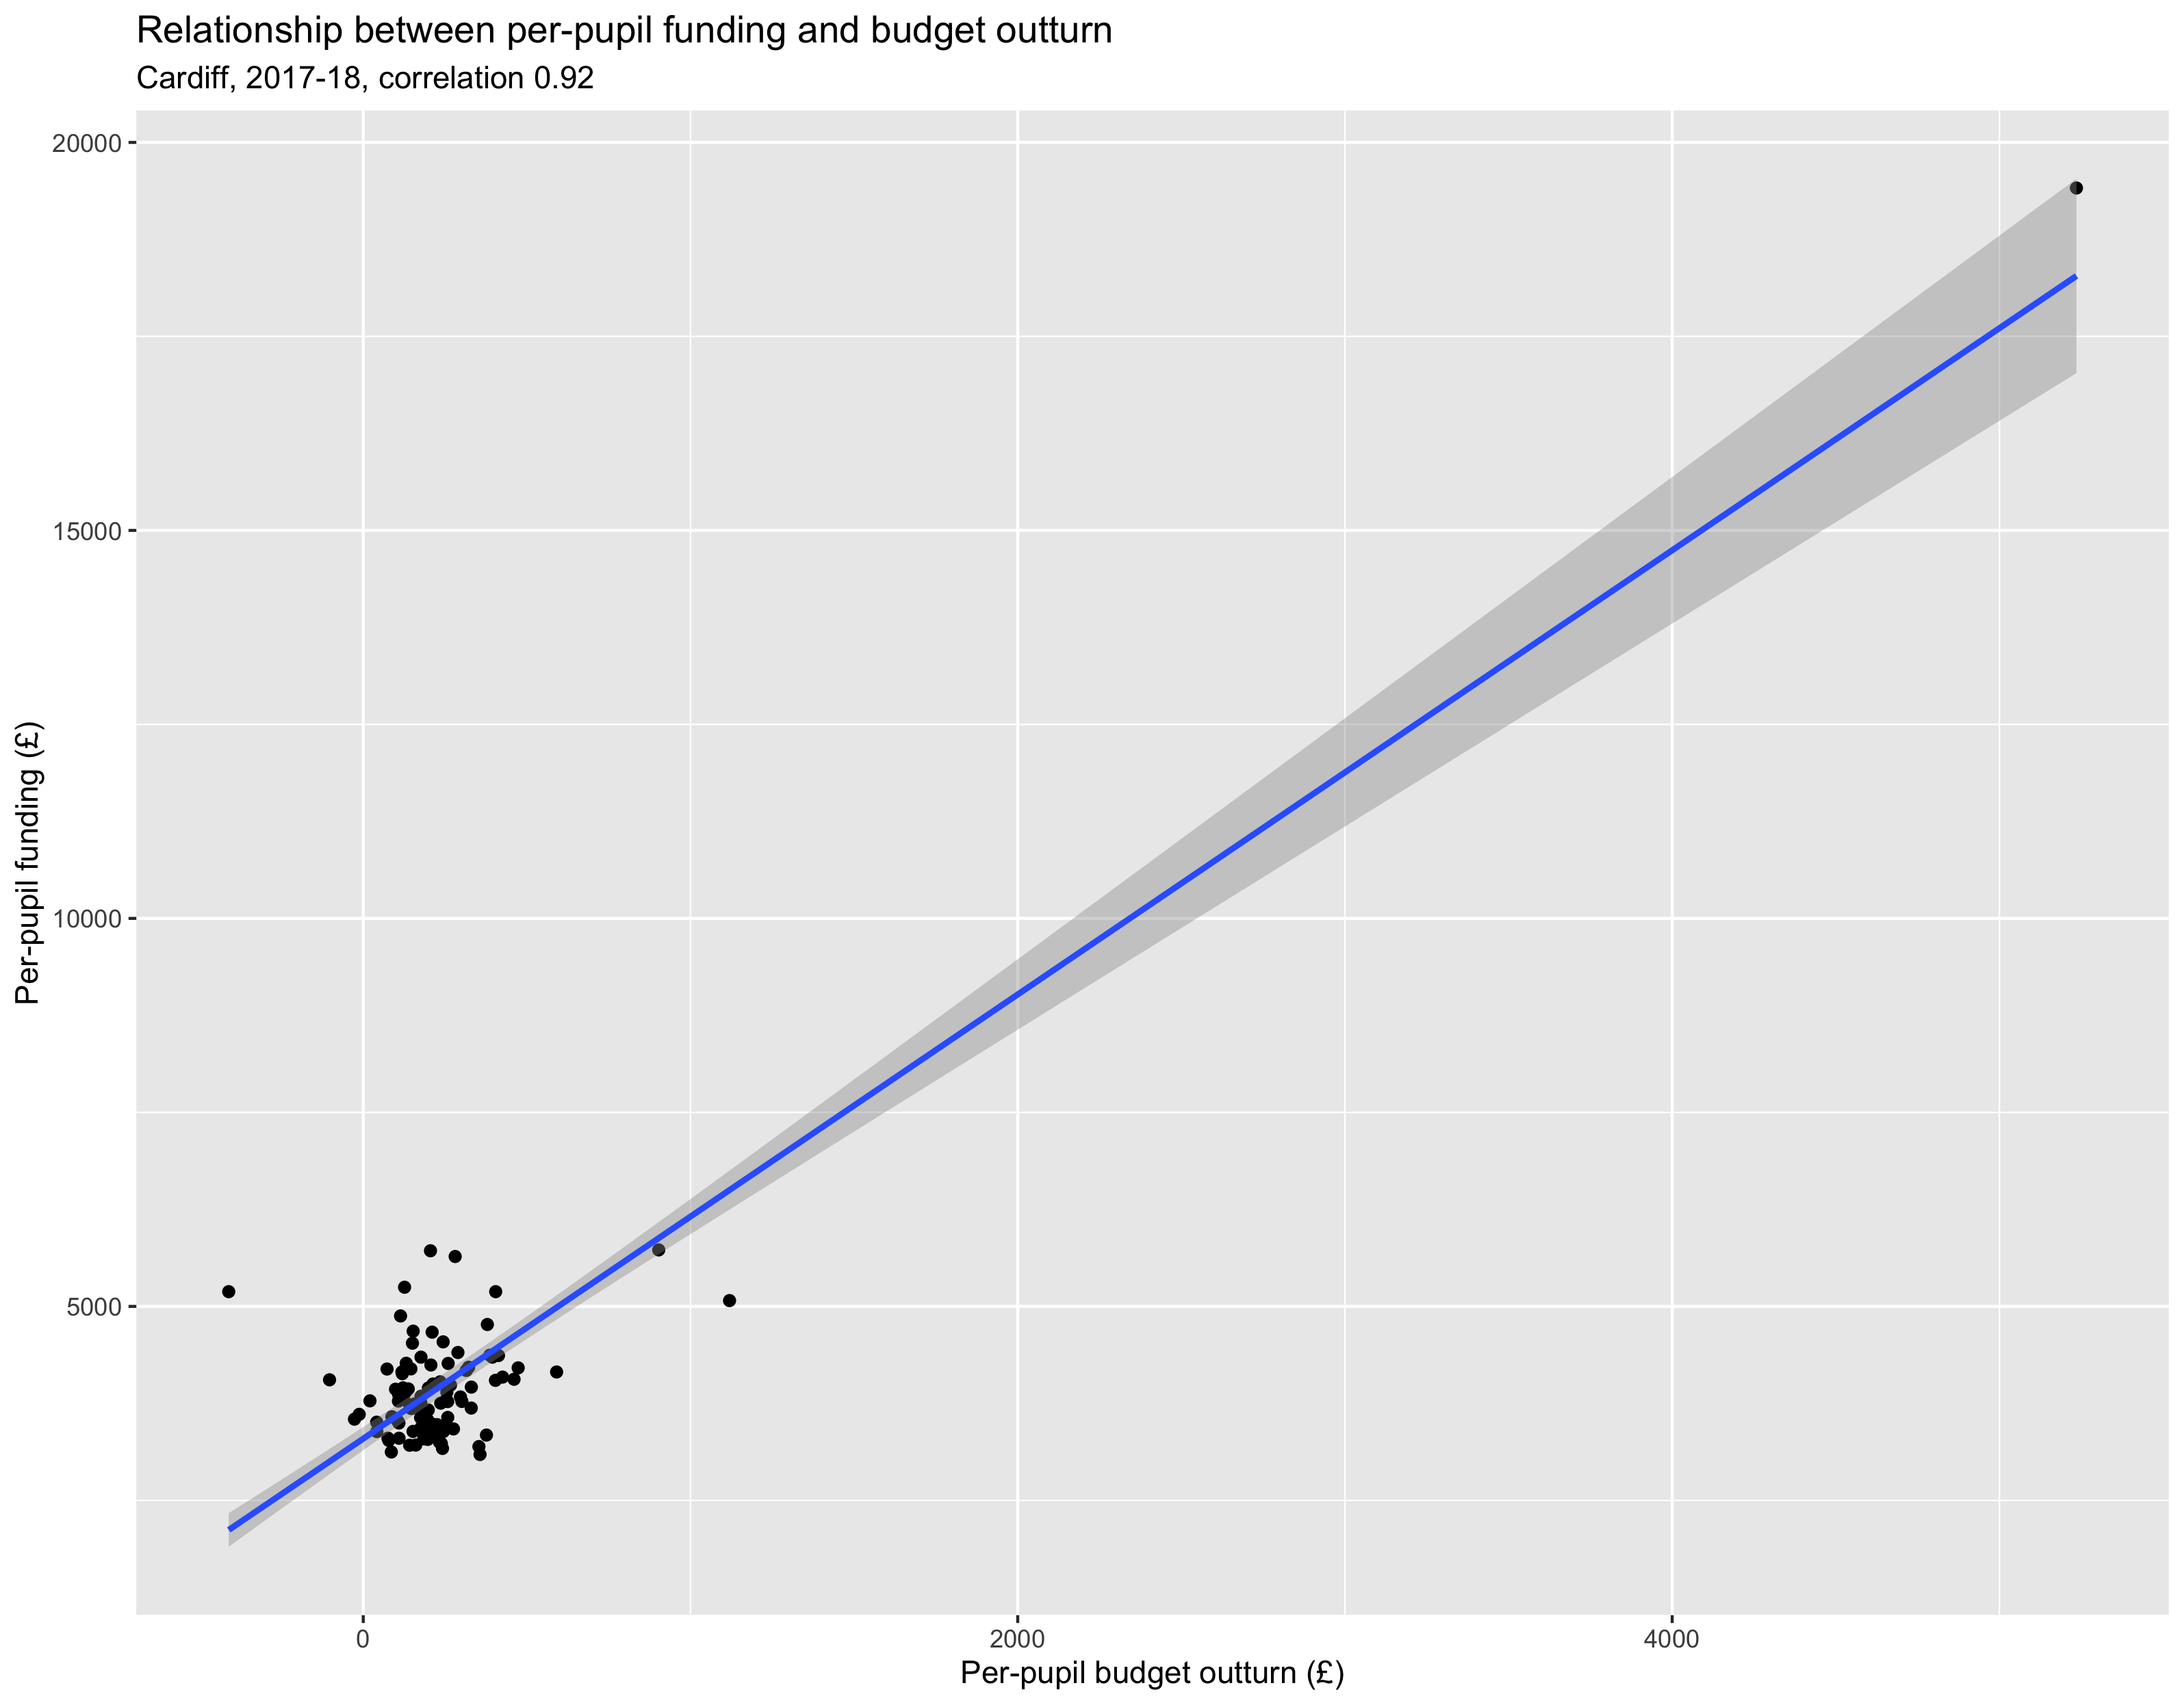 Relationship between per-pupil funding and budget outturn
Cardiff, 2017-18, correlation 0.92
20000
15000
10000
5000
Per-pupil funding (£)
0
2000
4000
Per-pupil budget outturn (£)